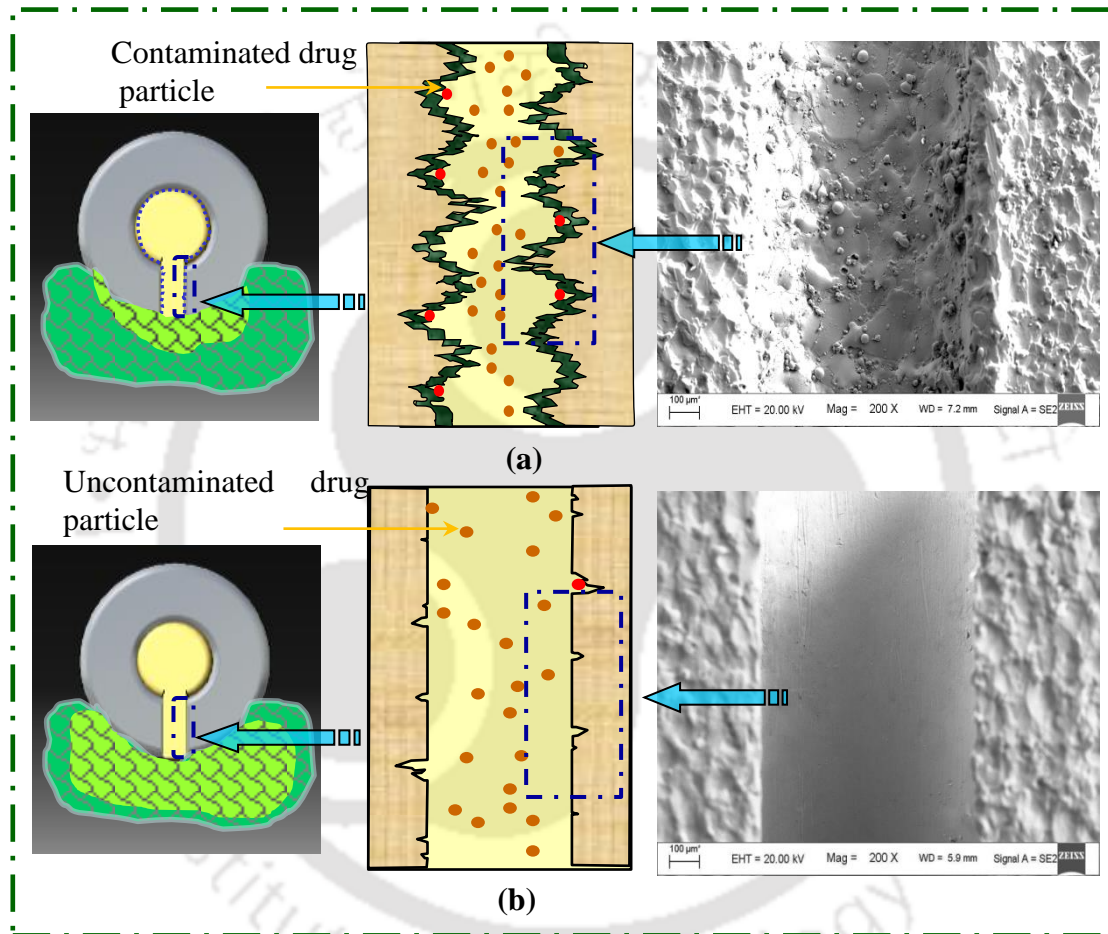 Contaminated drug
particle
100 µm*
EHT = 20.00 kV Mag = 200 X WD = 7.2 mm Signal A = SE2 ZEISS
(a)
Uncontaminated drug
particle
100 µm*
EHT = 20.00 kV Mag = 200 X WD = 5.9 mm Signal A = SE2 ZEISS
(b)